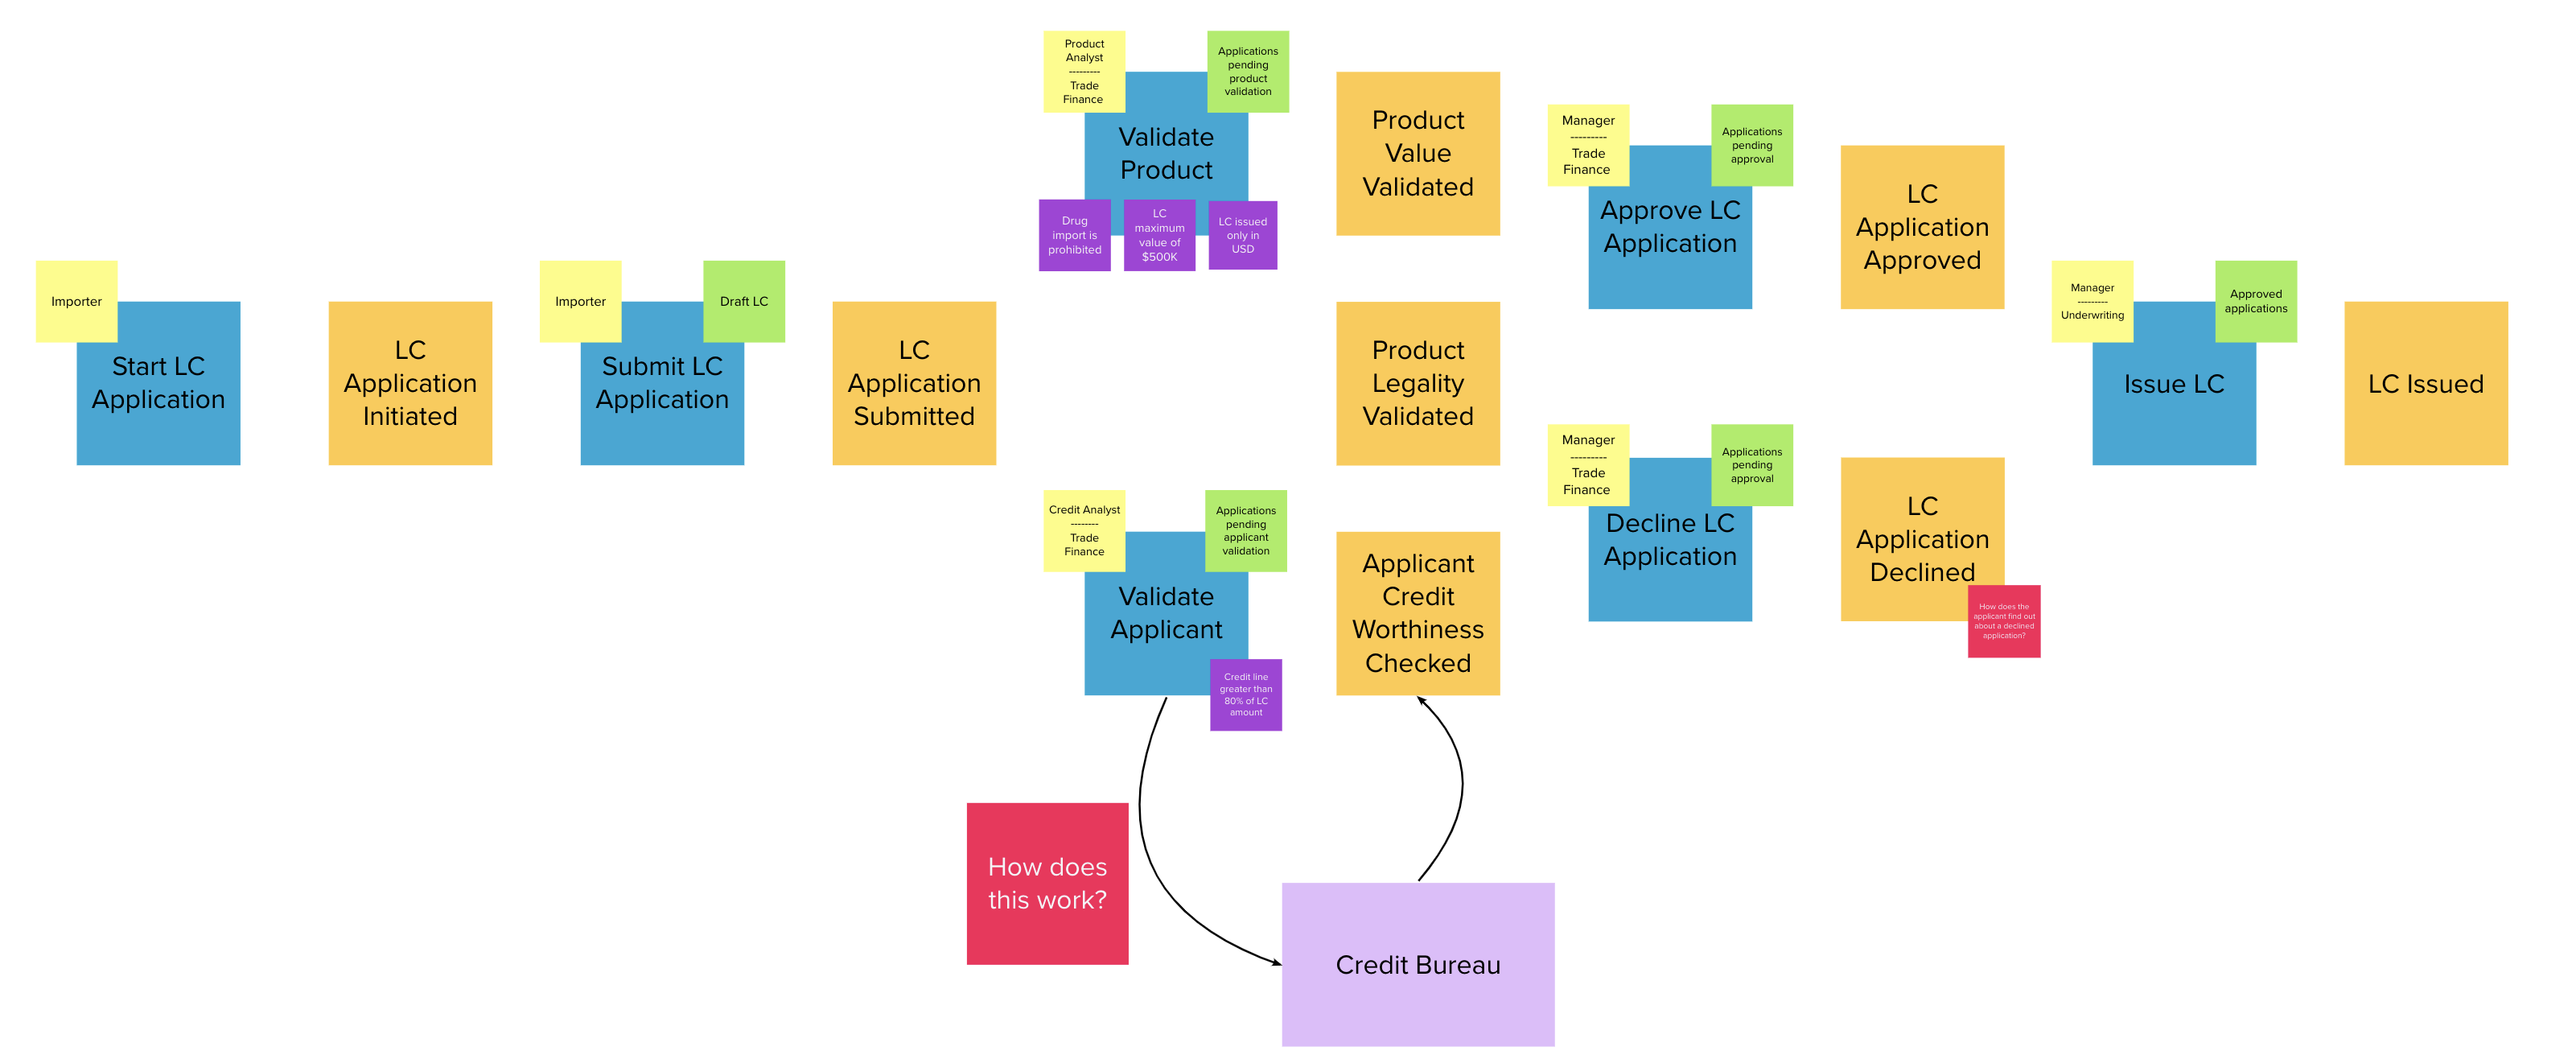 Importer
Start LC
Application
LC
Application
Initiated
Importer
Draft LC
Submit LC
Application
LC
Application
Submitted
Product
Analyst
---------
Trade
Finance
Applications
pending
product
validation
Validate
Product
Drug
import is
prohibited
LC
maximum
value of
$500K
LC issued
only in
USD
Product
Value
Validated
Product
Legality
Validated
Credit Analyst
--------
Trade
Finance
Applications
pending
applicant
validation
Validate
Applicant
Credit line
greater than
80% of LC
amount
Applicant
Credit
Worthiness
Checked
How does
this work?
Credit Bureau
Manager
---------
Trade
Finance
Applications
pending
approval
Approve LC
Application
LC
Application
Approved
Manager
---------
Trade
Finance
Applications
pending
approval
Decline LC
Application
LC
Application
Declined
How does the
applicant find out
about a declined
application?
Manager
---------
Underwriting
Approved
applications
Issue LC
LC Issued